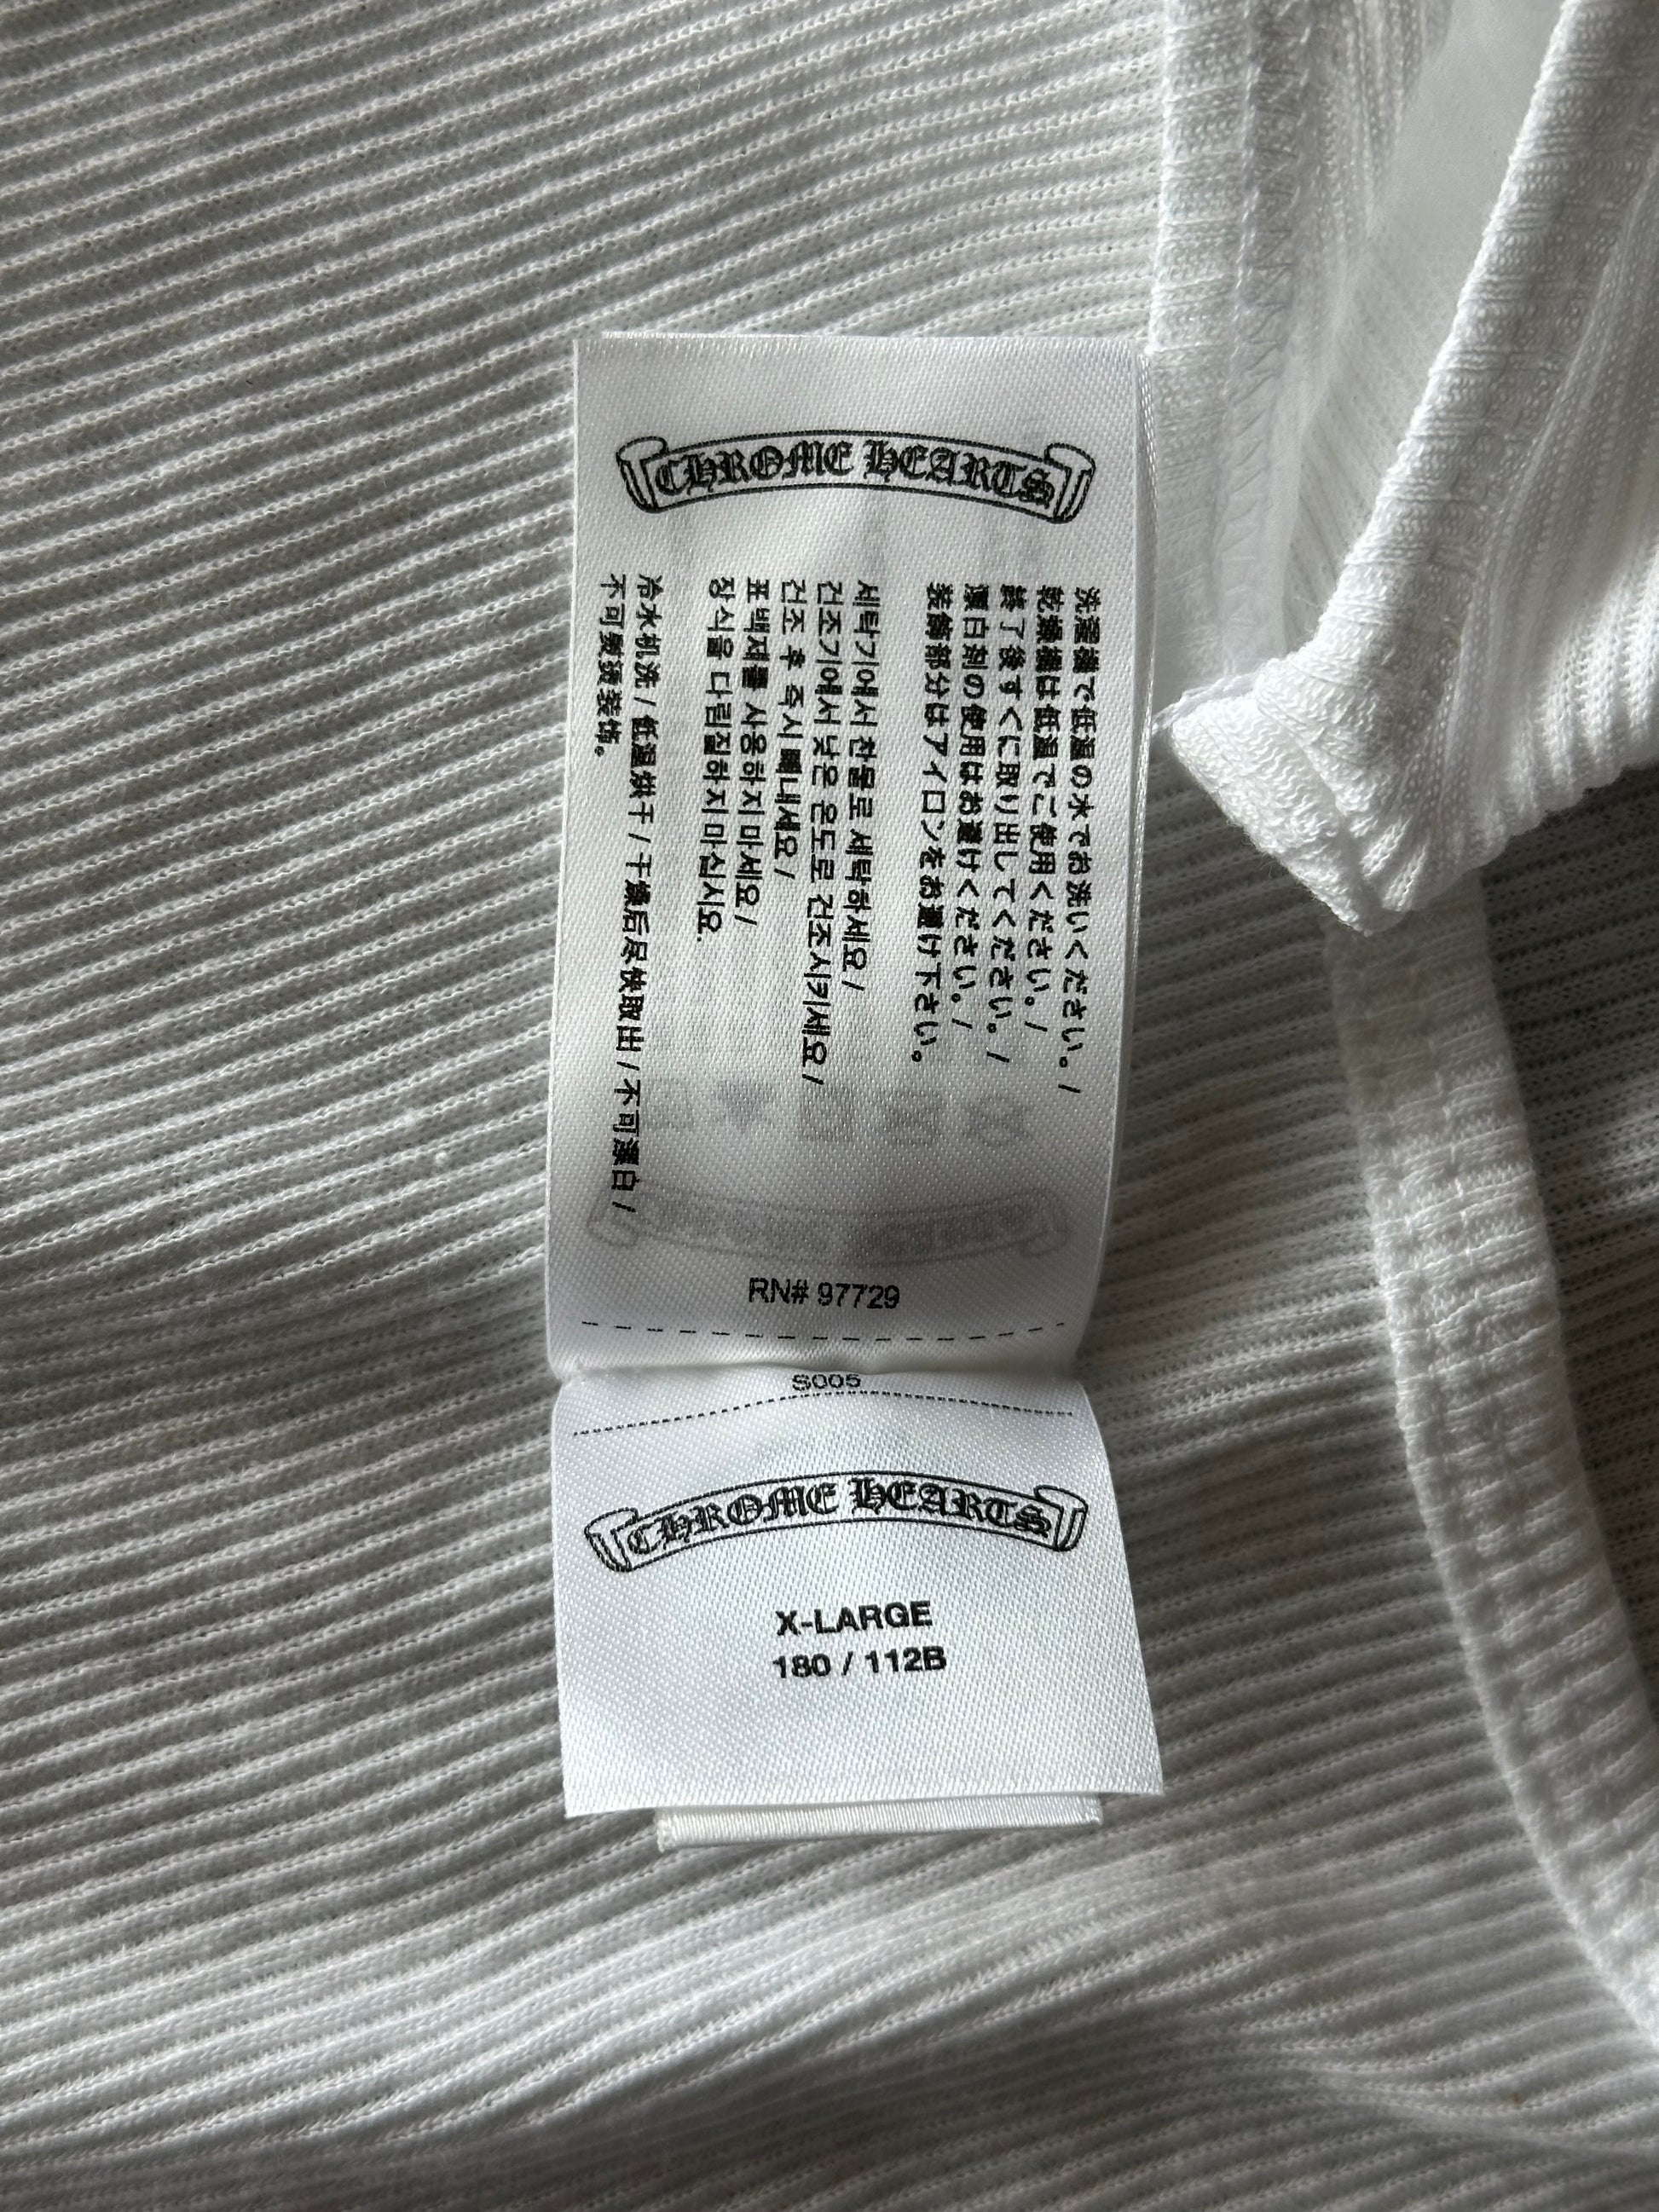 CHROME HEARTS
洗濯機で低温の水でお洗いください。/
乾燥機は低温でご使用ください。/
終了後すぐに取り出してください。/
漂白剤の使用はお避けください。/
装飾部分はアイロンをお避け下さい。
세탁기에서 찬물로 세탁하세요 /
건조기에서 낮은 온도로 건조시키세요 /
건조 후 즉시 빼내세요 /
표백제를 사용하지 마세요 /
장식을 다림질하지 마십시요.
冷水机洗 / 低温烘干 / 干燥后尽快取出 / 不可漂白 /
不可熨烫装饰。
RN# 97729
S005
CHROME HEARTS
X-LARGE
180 / 112B